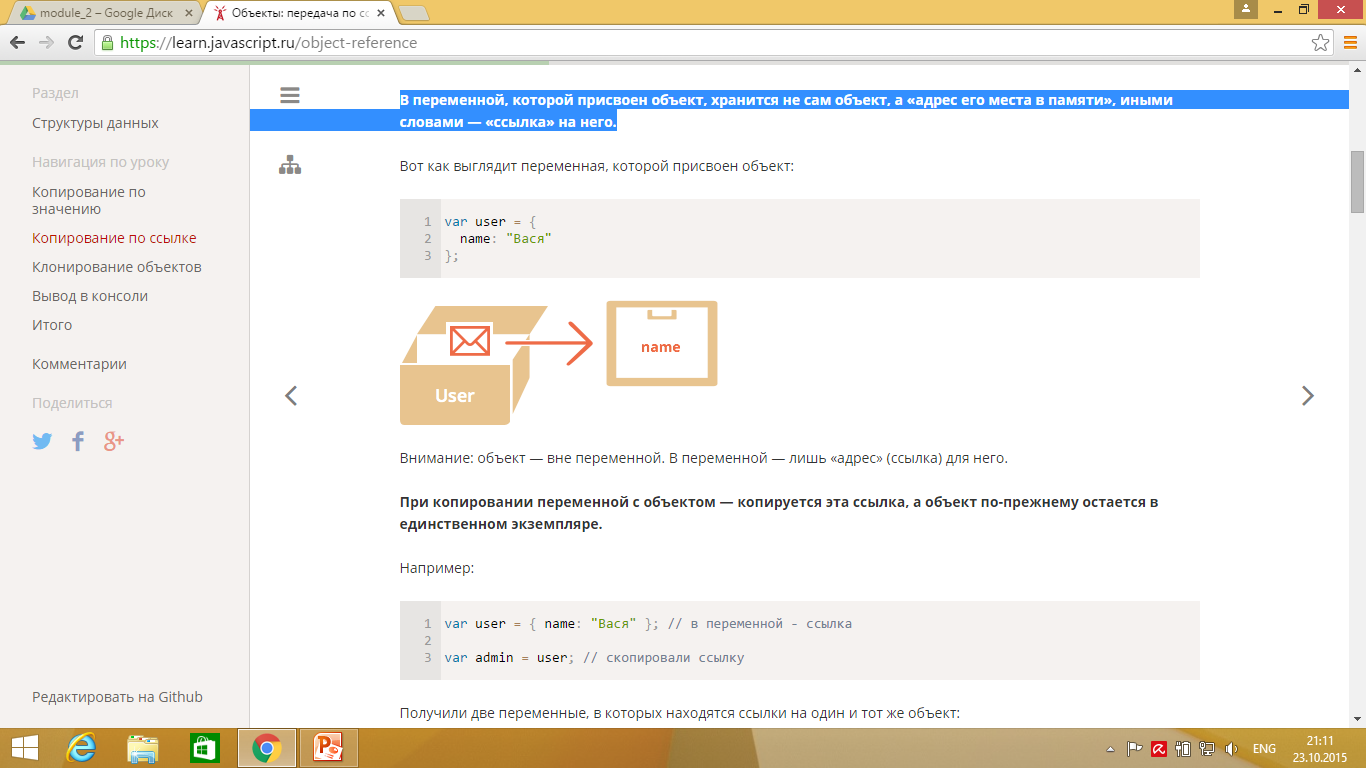 module_2 – Google Диск
Объекты: передача по сс
https://learn.javascript.ru/object-reference
Раздел
Структуры данных
Навигация по уроку
Копирование по
значению
Копирование по ссылке
Клонирование объектов
Вывод в консоли
Итого
Комментарии
Поделиться
Редактировать на Github
В переменной, которой присвоен объект, хранится не сам объект, а «адрес его места в памяти», иными
словами — «ссылка» на него.
Вот как выглядит переменная, которой присвоен объект:
1 var user = {
2   name: "Вася"
3 };
User
name
Внимание: объект — вне переменной. В переменной — лишь «адрес» (ссылка) для него.
При копировании переменной с объектом — копируется эта ссылка, а объект по-прежнему остается в
единственном экземпляре.
Например:
1 var user = { name: "Вася" }; // в переменной - ссылка
2
3 var admin = user; // скопировали ссылку
Получили две переменные, в которых находятся ссылки на один и тот же объект:
ENG
21:11
23.10.2015